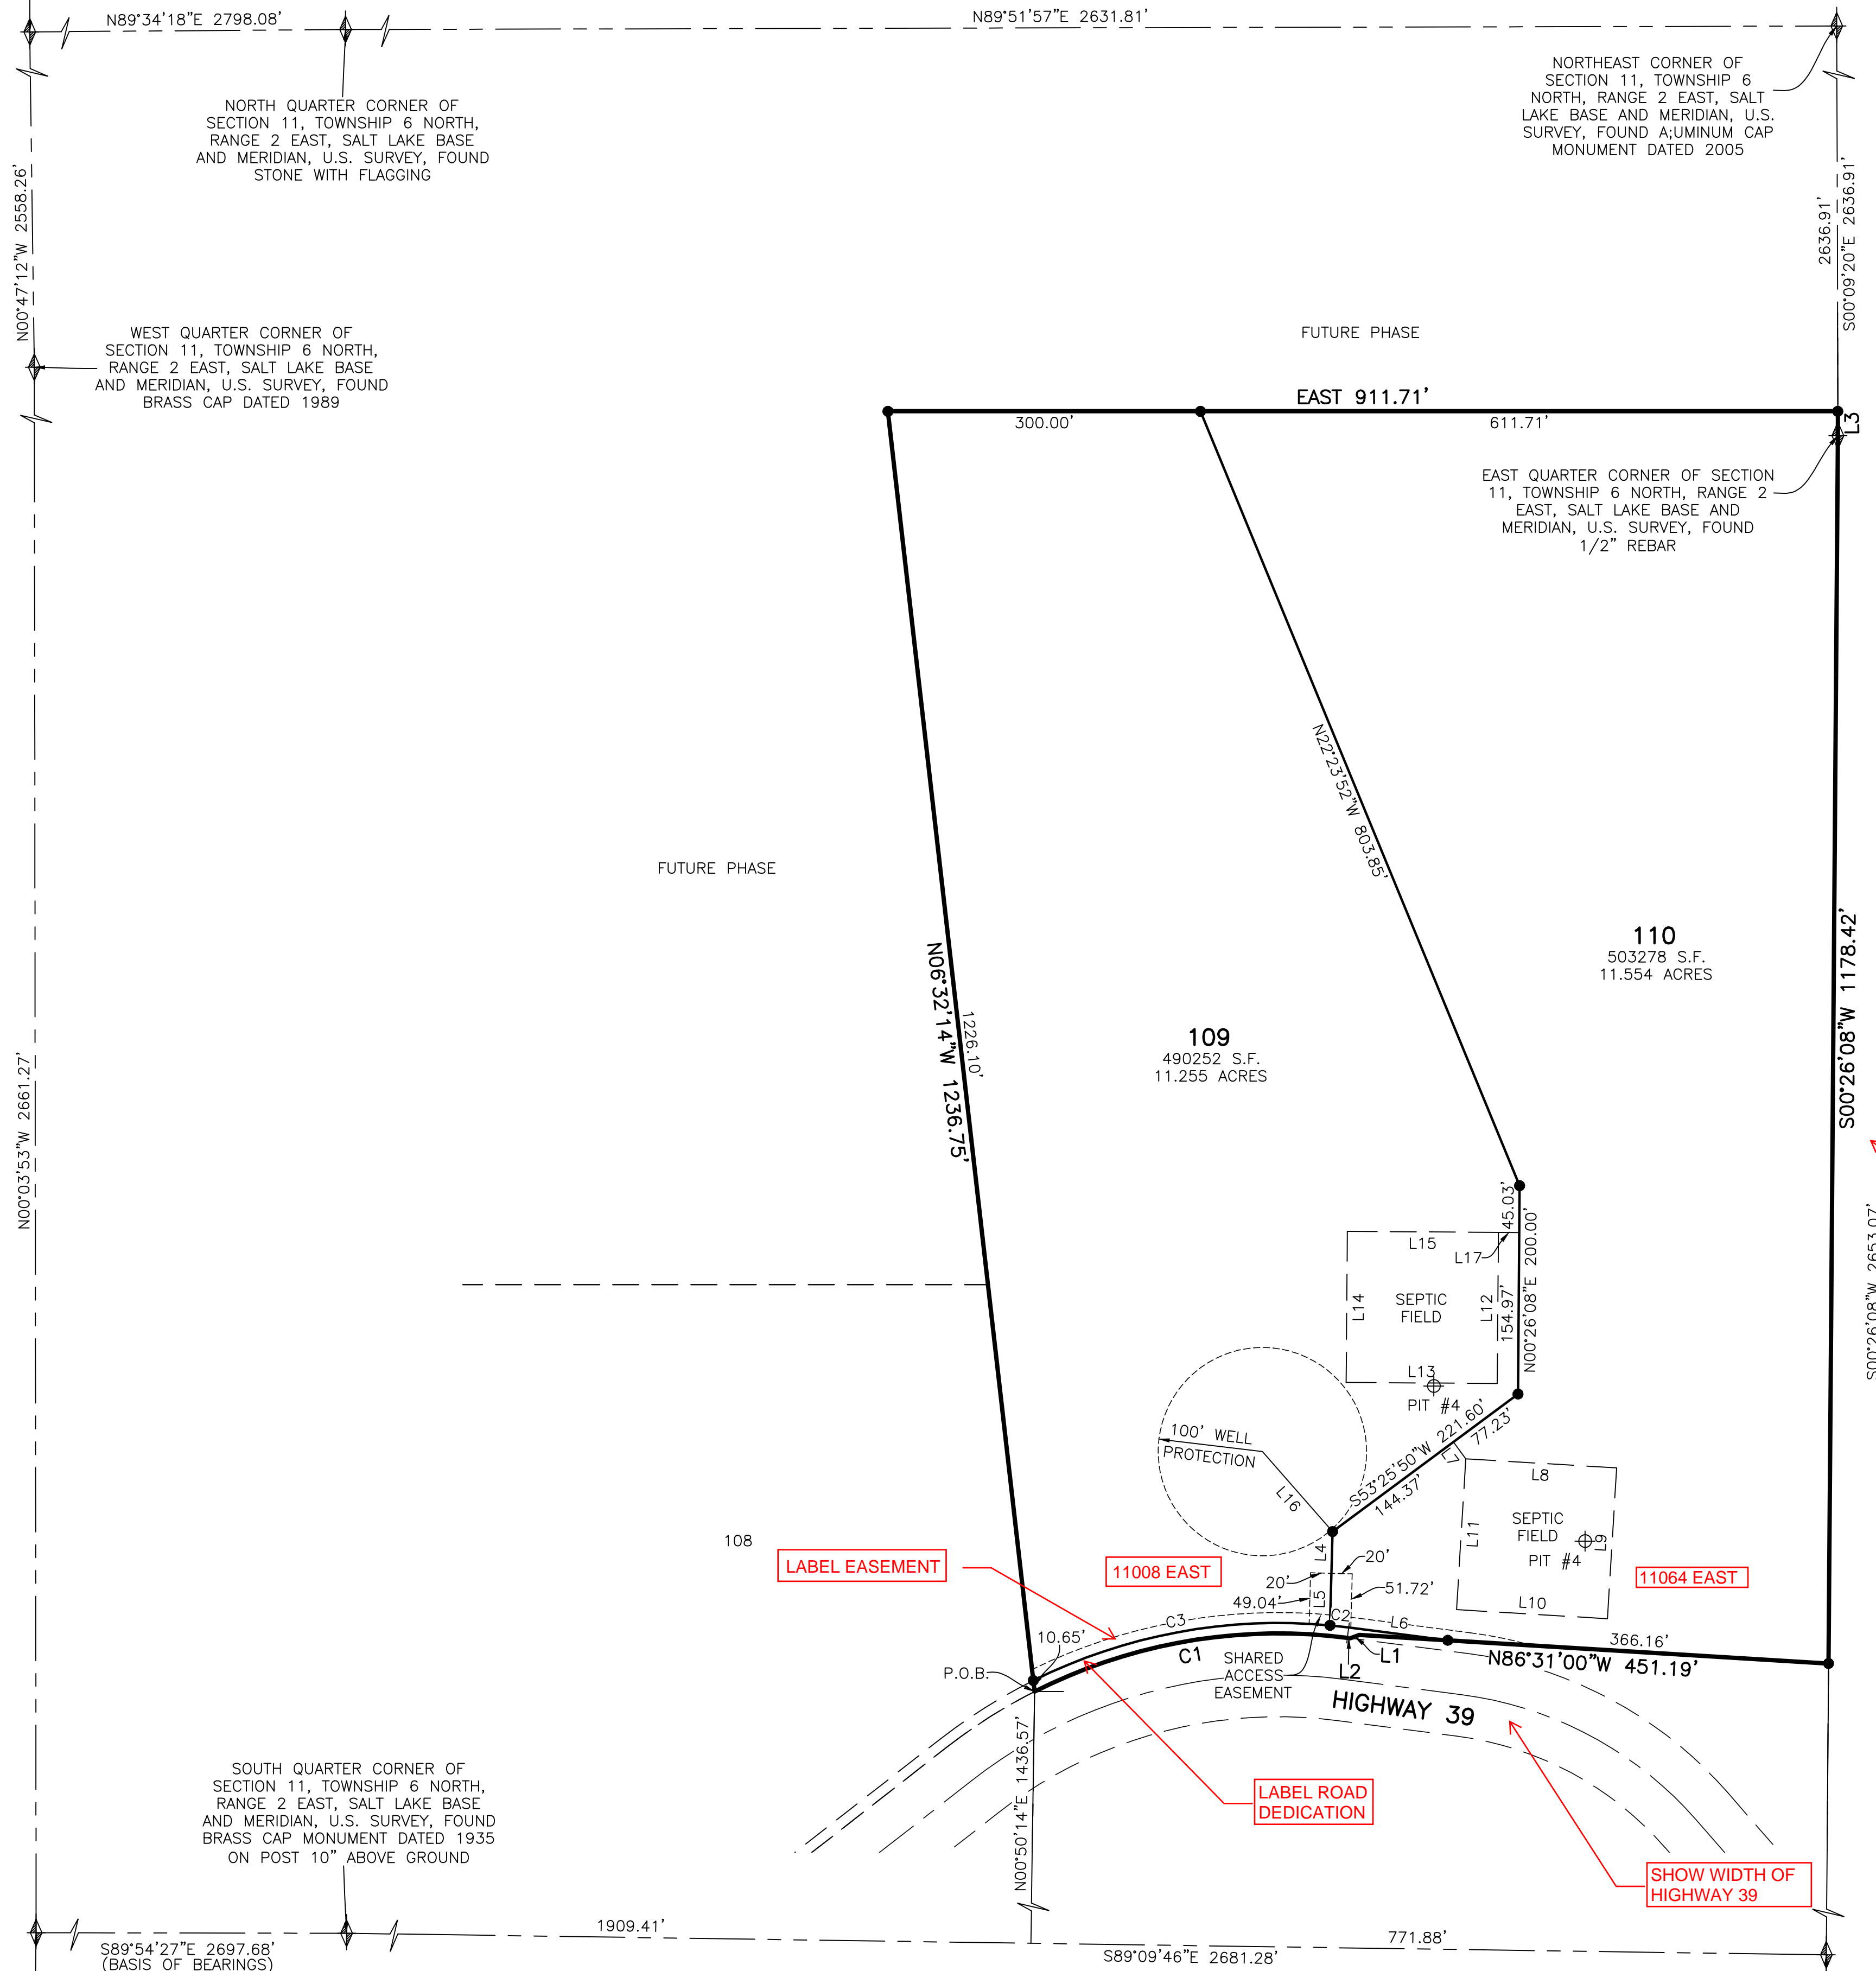 N89°34'18"E 2798.08'
N89°51'57"E 2631.81'
NORTH QUARTER CORNER OF
SECTION 11, TOWNSHIP 6 NORTH,
RANGE 2 EAST, SALT LAKE BASE
AND MERIDIAN, U.S. SURVEY, FOUND
STONE WITH FLAGGING
NORTHEAST CORNER OF
SECTION 11, TOWNSHIP 6
NORTH, RANGE 2 EAST, SALT
LAKE BASE AND MERIDIAN, U.S.
SURVEY, FOUND A;UMINUM CAP
MONUMENT DATED 2005
N00°47'12"W 2558.26'
2636.91'
S00°09'20"E 2636.91'
WEST QUARTER CORNER OF
SECTION 11, TOWNSHIP 6 NORTH,
RANGE 2 EAST, SALT LAKE BASE
AND MERIDIAN, U.S. SURVEY, FOUND
BRASS CAP DATED 1989
FUTURE PHASE
EAST 911.71'
300.00'
611.71'
L3
EAST QUARTER CORNER OF SECTION
11, TOWNSHIP 6 NORTH, RANGE 2
EAST, SALT LAKE BASE AND
MERIDIAN, U.S. SURVEY, FOUND
1/2" REBAR
N22°23'52"W 803.85'
FUTURE PHASE
110
503278 S.F.
11.554 ACRES
S00°26'08"W 1178.42'
N06°32'14"W 1236.75'
1226.10'
109
490252 S.F.
11.255 ACRES
N00°03'53"W 2661.27'
S00°26'08"W 2653.07'
45.03'
N00°26'08"E 200.00'
154.97'
L15
L17
L14
SEPTIC
FIELD
L12
L13
PIT #4
100' WELL
PROTECTION
L16
S53°25'50"W 221.60'
77.23'
144.37'
L7
L8
L11
SEPTIC
FIELD
PIT #4
L9
L10
108
LABEL EASEMENT
11008 EAST
11064 EAST
L4
20'
20'
L5
51.72'
49.04'
C2
C3
L6
10.65'
366.16'
C1
L1
L2
N86°31'00"W 451.19'
P.O.B.
SHARED
ACCESS
EASEMENT
HIGHWAY 39
N00°50'14"E 1436.57'
LABEL ROAD
DEDICATION
SOUTH QUARTER CORNER OF
SECTION 11, TOWNSHIP 6 NORTH,
RANGE 2 EAST, SALT LAKE BASE
AND MERIDIAN, U.S. SURVEY, FOUND
BRASS CAP MONUMENT DATED 1935
ON POST 10" ABOVE GROUND
SHOW WIDTH OF
HIGHWAY 39
1909.41'
771.88'
S89°54'27"E 2697.68'
(BASIS OF BEARINGS)
S89°09'46"E 2681.28'